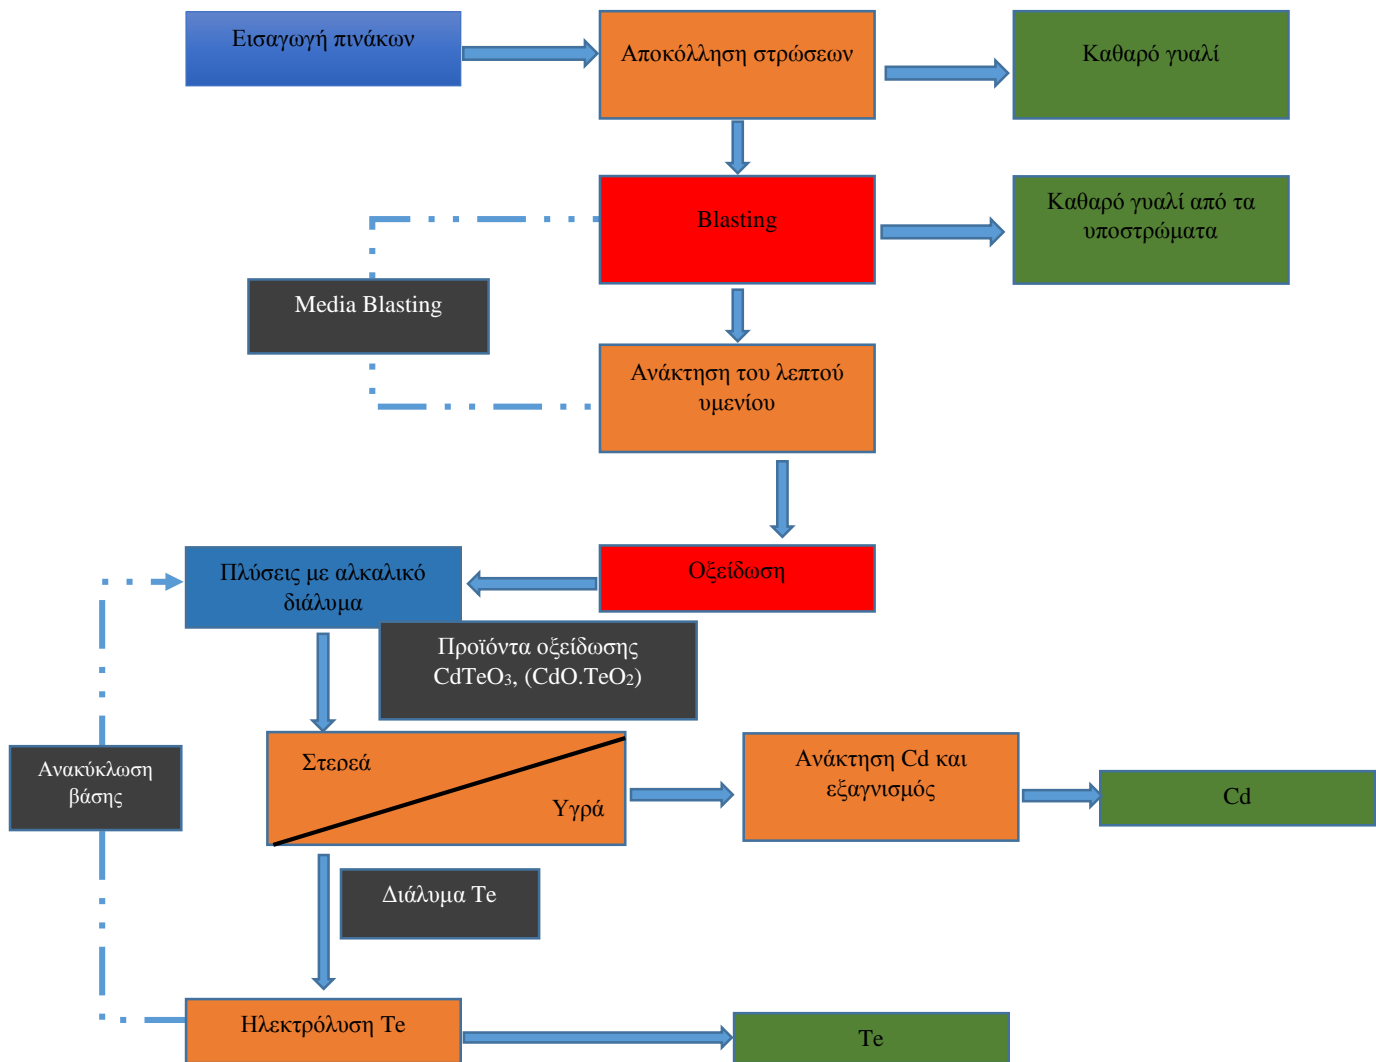 Εισαγωγή πινάκων
Αποκόλληση στρώσεων
Καθαρό γυαλί
Blasting
Καθαρό γυαλί από τα
υποστρώματα
Media Blasting
Ανάκτηση του λεπτού
υμενίου
Οξείδωση
Πλύσεις με αλκαλικό
διάλυμα
Προϊόντα οξείδωσης
CdTeO₃, (CdO.TeO₂)
Στερεά
Υγρά
Ανάκτηση Cd και
εξαγνισμός
Cd
Ανακύκλωση
βάσης
Διάλυμα Te
Ηλεκτρόλυση Te
Te